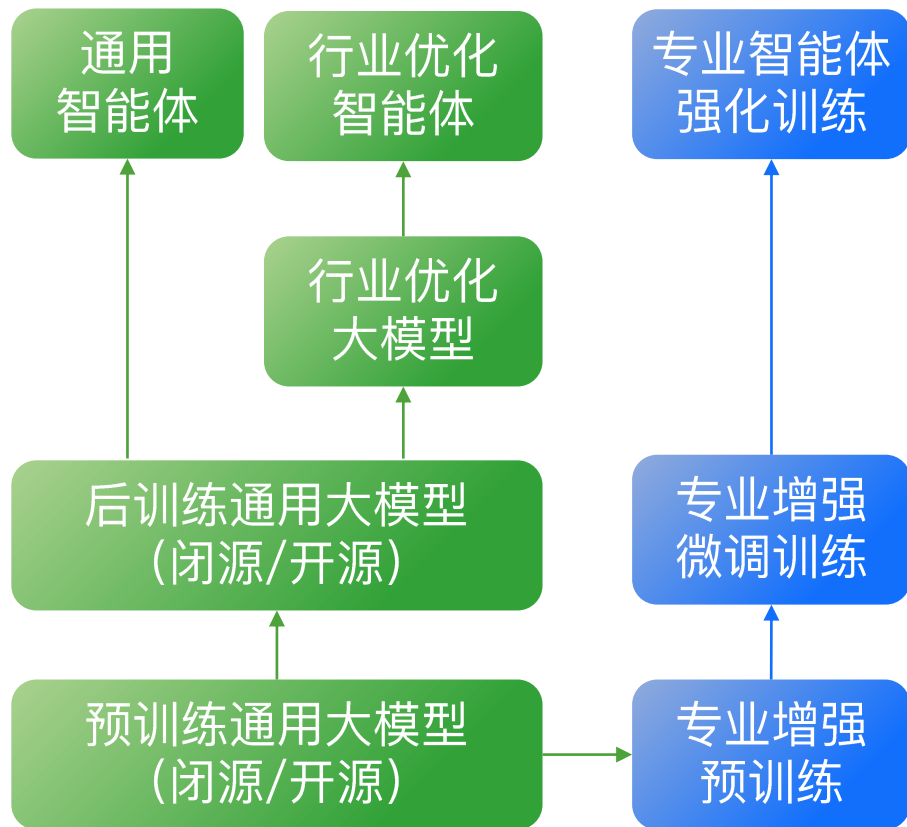 通用
智能体
行业优化
智能体
专业智能体
强化训练
行业优化
大模型
后训练通用大模型
(闭源/开源)
专业增强
微调训练
预训练通用大模型
(闭源/开源)
专业增强
预训练